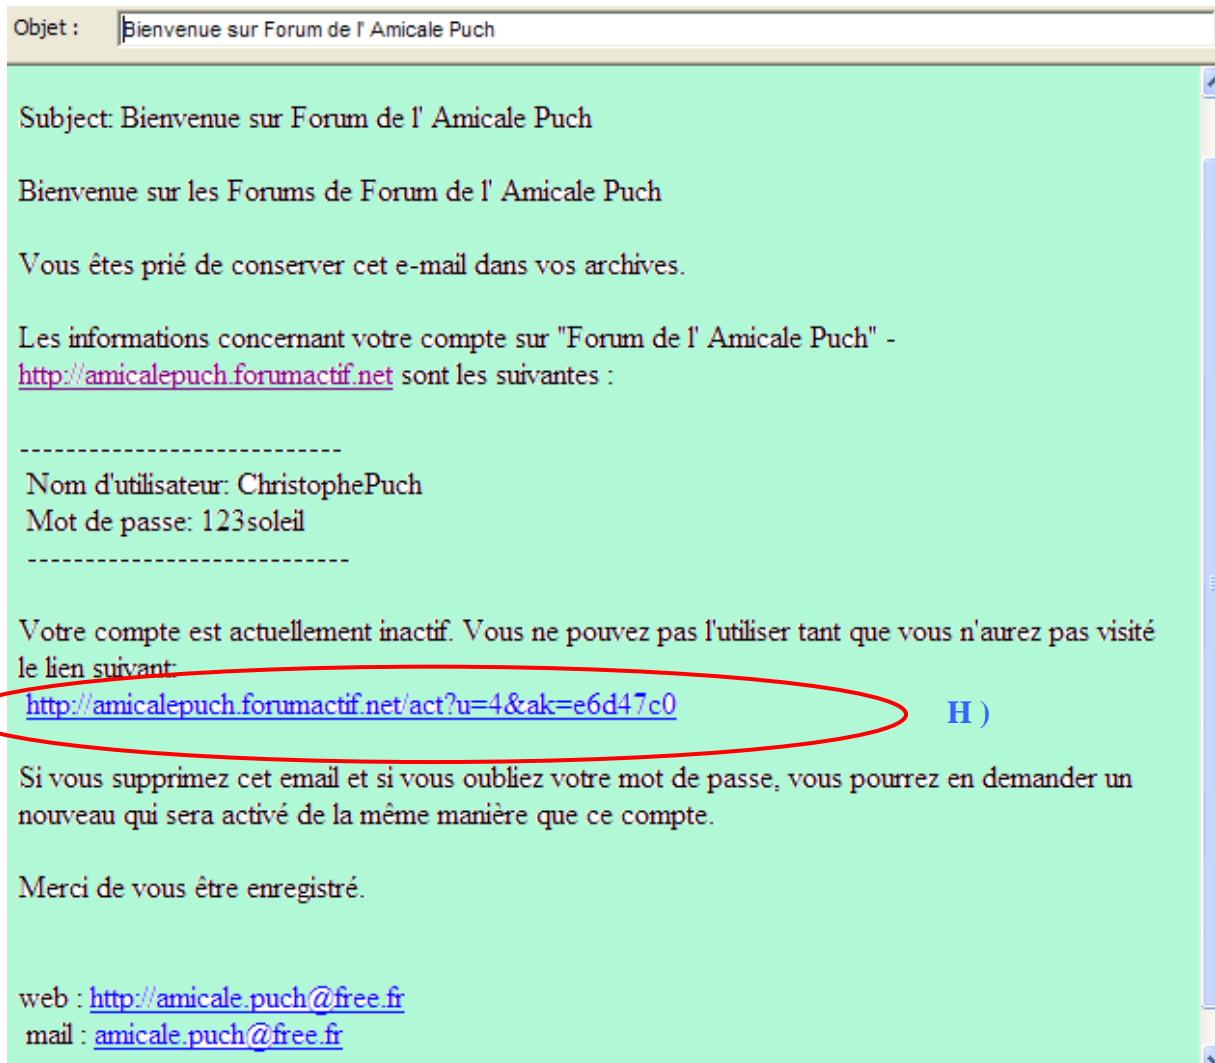 Objet : Bienvenue sur Forum de l' Amicale Puch
Subject: Bienvenue sur Forum de l' Amicale Puch
Bienvenue sur les Forums de Forum de l' Amicale Puch
Vous êtes prié de conserver cet e-mail dans vos archives.
Les informations concernant votre compte sur "Forum de l' Amicale Puch" -
http://amicalepuch.forumactif.net sont les suivantes :
----------------------------
Nom d'utilisateur: ChristophePuch
Mot de passe: 123soleil
----------------------------
Votre compte est actuellement inactif. Vous ne pouvez pas l'utiliser tant que vous n'aurez pas visité
le lien suivant:
http://amicalepuch.forumactif.net/act?u=4&ak=e6d47c0 H )
Si vous supprimez cet email et si vous oubliez votre mot de passe, vous pourrez en demander un
nouveau qui sera activé de la même manière que ce compte.
Merci de vous être enregistré.
web : http://amicale.puch@free.fr
mail : amicale.puch@free.fr